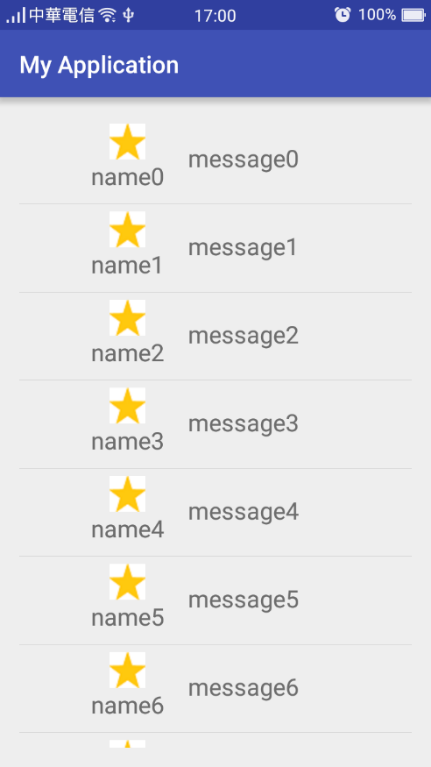 中華電信 17:00 100%
My Application
name0 message0
name1 message1
name2 message2
name3 message3
name4 message4
name5 message5
name6 message6